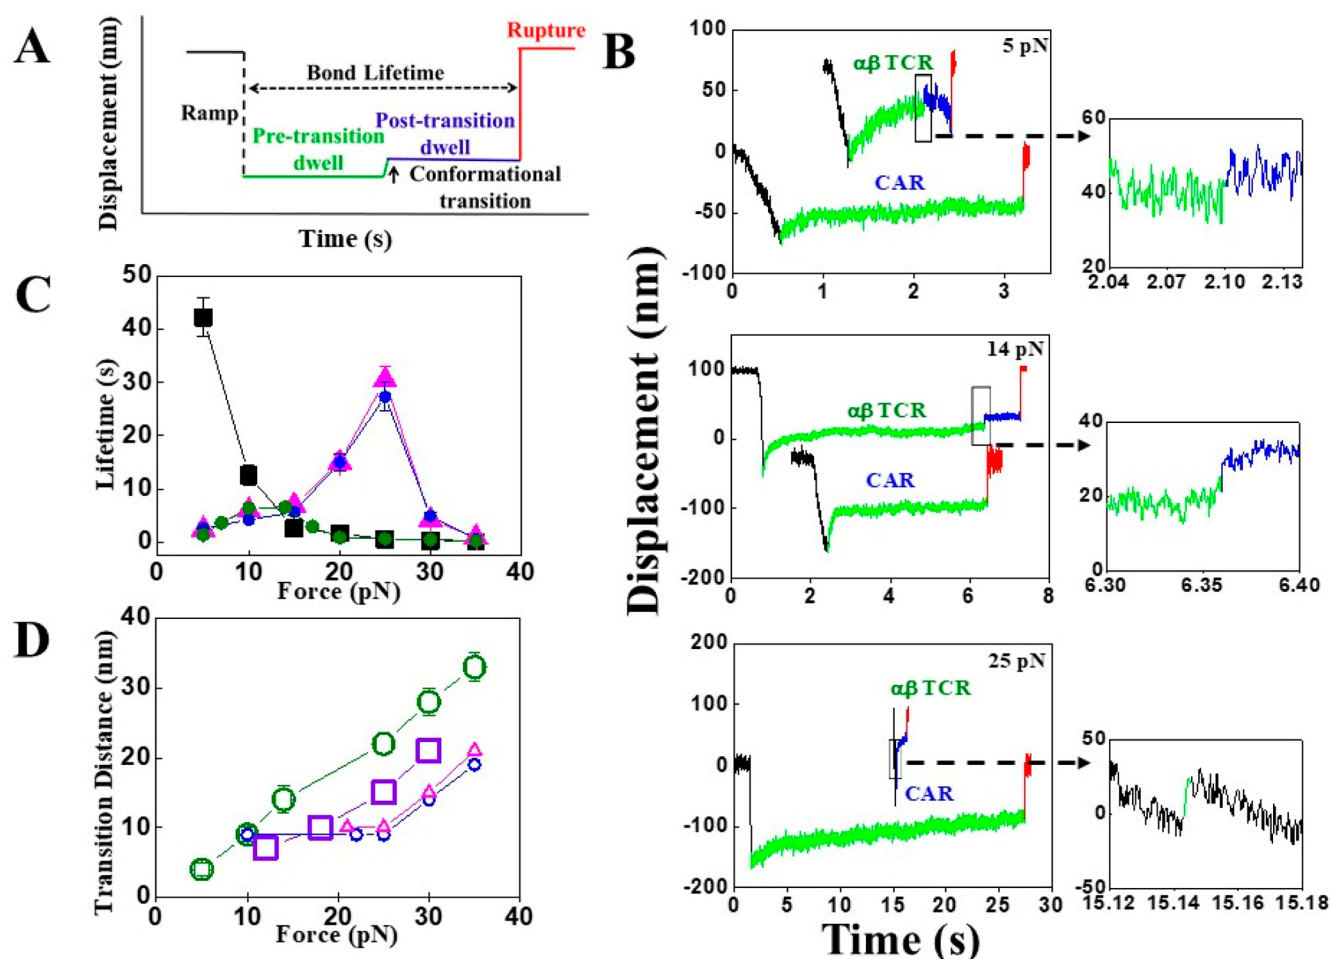 A
Displacement (nm)
Rupture
Bond Lifetime
Ramp
Pre-transition
dwell
Post-transition
dwell
Conformational
transition
Time (s)
B
Displacement (nm)
100
50
0
-50
-100
0
1
2
3
αβ TCR
5 pN
CAR
60
40
20
2.04
2.07
2.10
2.13
100
0
-100
-200
0
2
4
6
8
14 pN
αβ TCR
CAR
40
20
0
6.30
6.35
6.40
200
100
0
-100
-200
0
5
10
15
20
25
30
25 pN
αβ TCR
CAR
50
0
-50
15.12
15.14
15.16
15.18
Time (s)
C
Lifetime (s)
50
40
30
20
10
0
0
10
20
30
40
Force (pN)
D
Transition Distance (nm)
40
30
20
10
0
0
10
20
30
40
Force (pN)